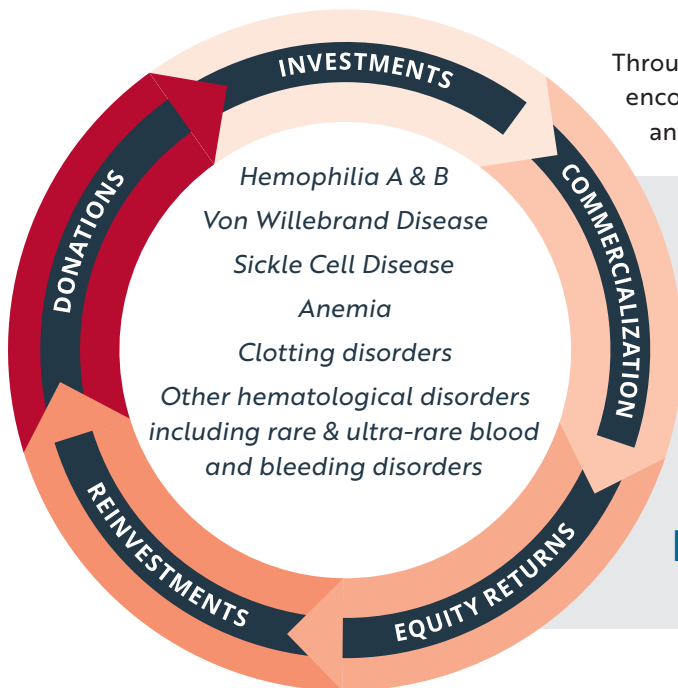 INVESTMENTS
COMMERCIALIZATION
EQUITY RETURNS
REINVESTMENTS
DONATIONS
Hemophilia A & B
Von Willebrand Disease
Sickle Cell Disease
Anemia
Clotting disorders
Other hematological disorders
including rare & ultra-rare blood
and bleeding disorders